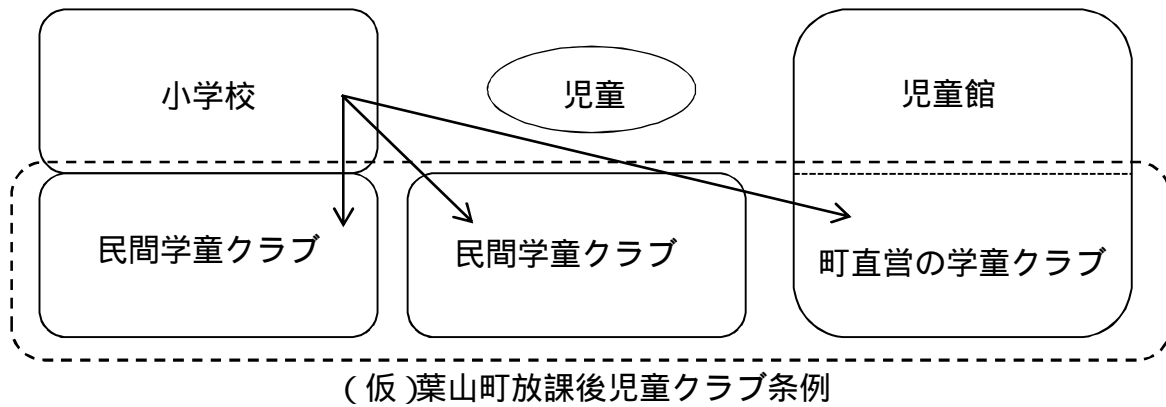 小学校
児童
児童館
民間学童クラブ
民間学童クラブ
町直営の学童クラブ
(仮)葉山町放課後児童クラブ条例